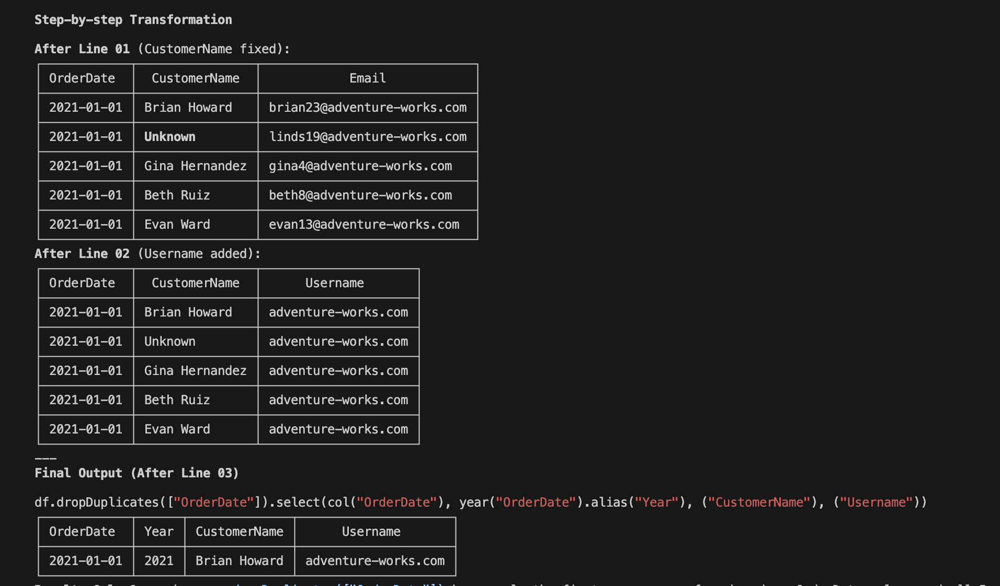 Step-by-step Transformation
After Line 01 (CustomerName fixed):
OrderDate CustomerName Email
2021-01-01 Brian Howard brian23@adventure-works.com
2021-01-01 Unknown linds19@adventure-works.com
2021-01-01 Gina Hernandez gina4@adventure-works.com
2021-01-01 Beth Ruiz beth8@adventure-works.com
2021-01-01 Evan Ward evan13@adventure-works.com
After Line 02 (Username added):
OrderDate CustomerName Username
2021-01-01 Brian Howard adventure-works.com
2021-01-01 Unknown adventure-works.com
2021-01-01 Gina Hernandez adventure-works.com
2021-01-01 Beth Ruiz adventure-works.com
2021-01-01 Evan Ward adventure-works.com
---
Final Output (After Line 03)
df.dropDuplicates(["OrderDate"]).select(col("OrderDate"), year("OrderDate").alias("Year"), ("CustomerName"), ("Username"))
OrderDate Year CustomerName Username
2021-01-01 2021 Brian Howard adventure-works.com